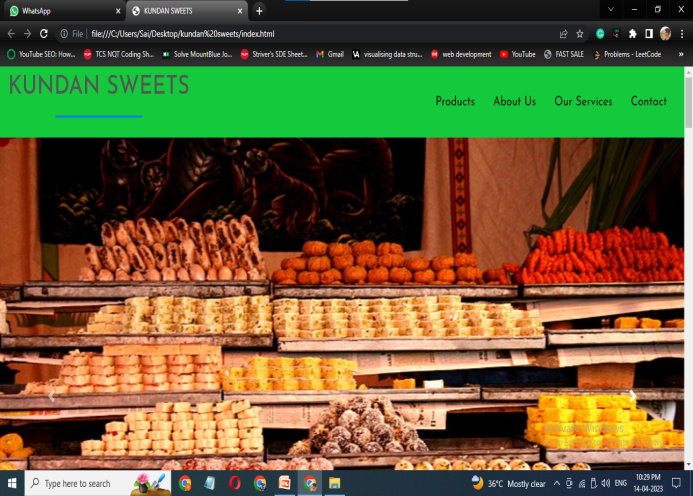 WhatsApp
KUNDAN SWEETS
File
file:///C:/Users/Sai/Desktop/kundan%20sweets/index.html
YouTube SEO: How...
TCS NQT Coding Sh...
Solve MountBlue Jo...
Striver's SDE Sheet...
Gmail
visualising data stru...
web development
YouTube
FAST SALE
Problems - LeetCode
KUNDAN SWEETS
Products
About Us
Our Services
Contact
Type here to search
36°C Mostly clear
ENG
10:29 PM
14-04-2023